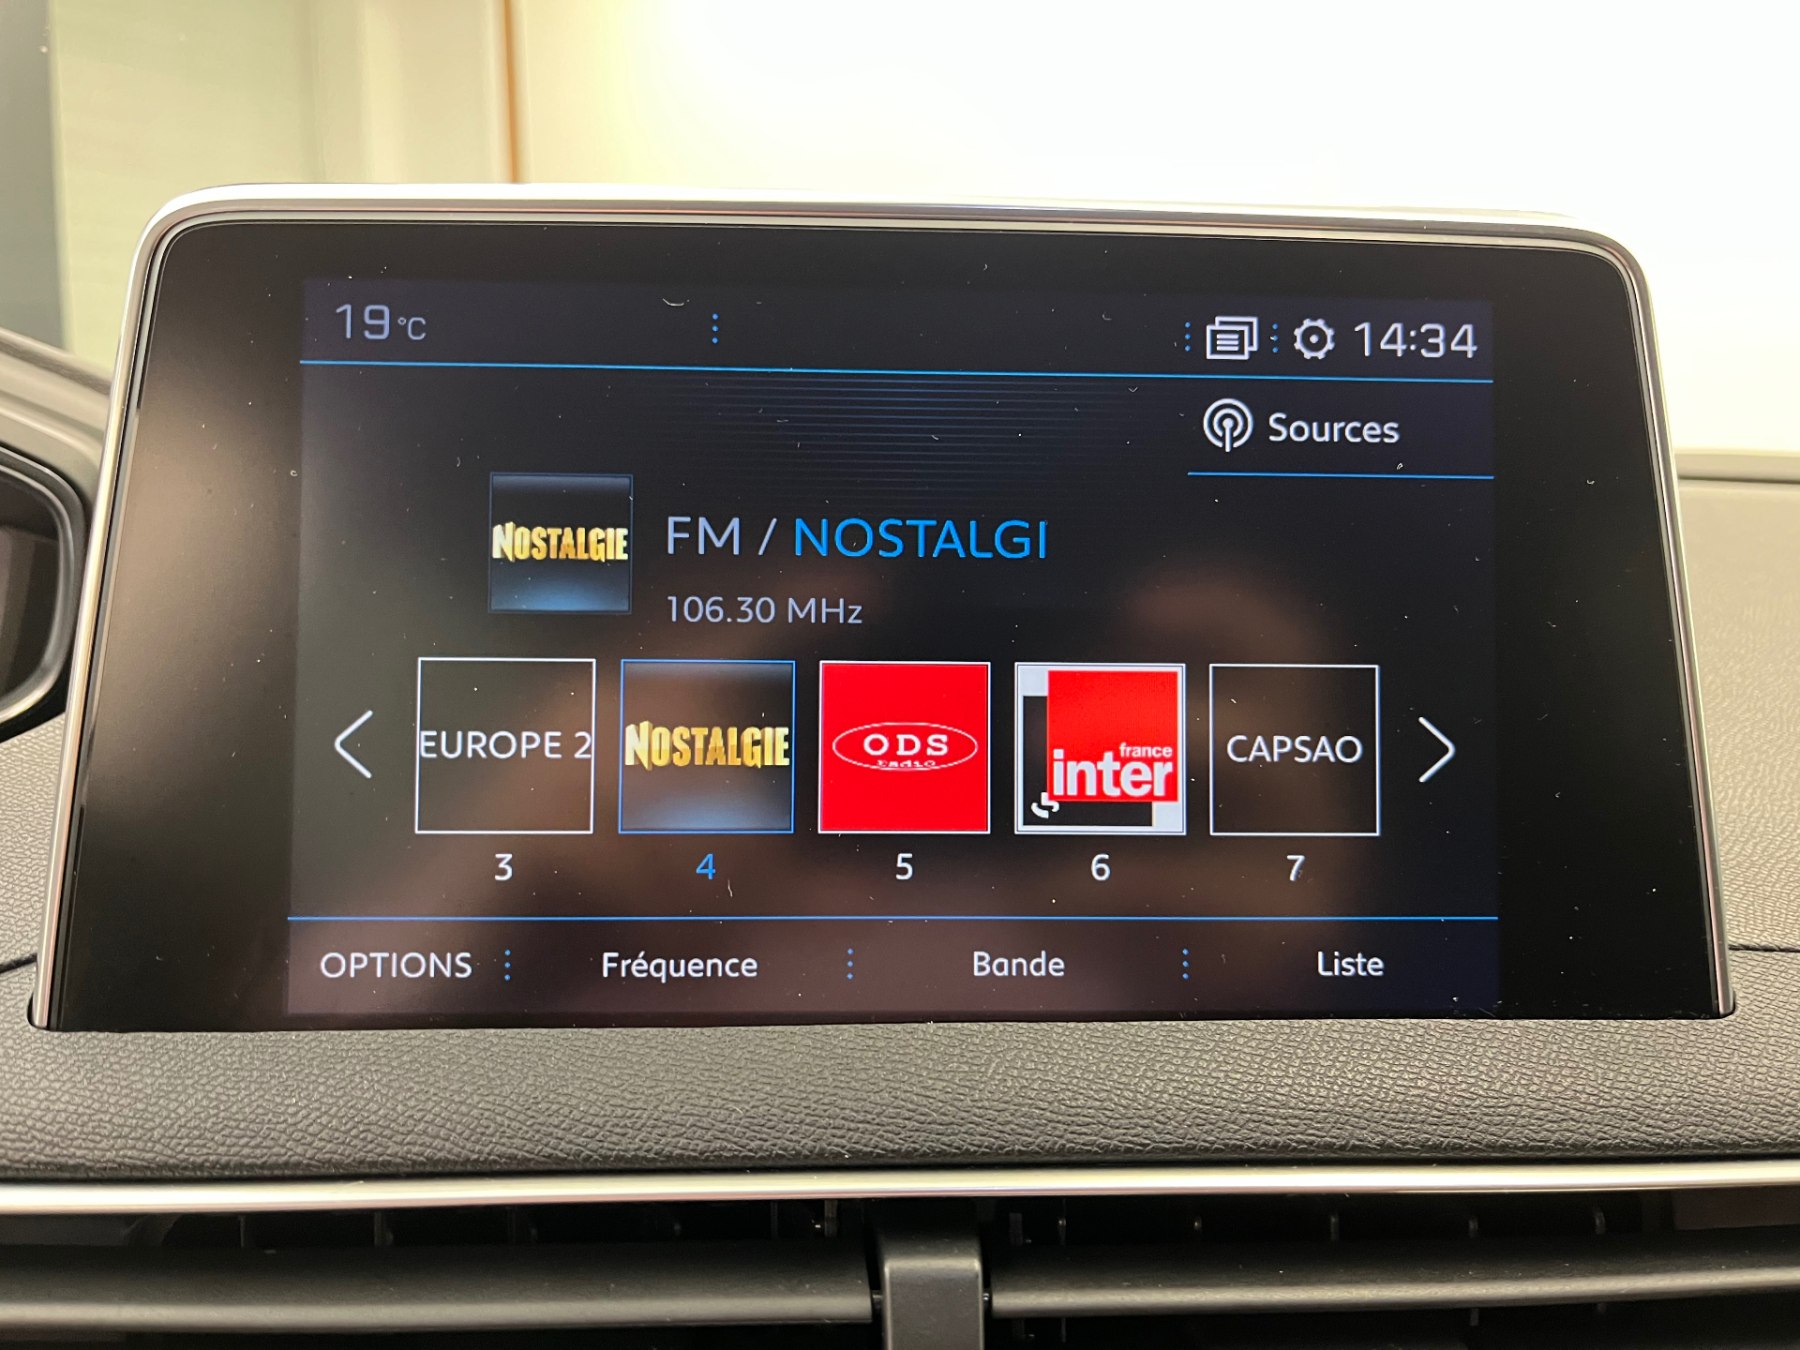 19 °C
14:34
Sources
NOSTALGIE
FM / NOSTALGI
106.30 MHz
EUROPE 2
NOSTALGIE
ODS
radio
france
inter
CAPSAO
3
4
5
6
7
OPTIONS
Fréquence
Bande
Liste